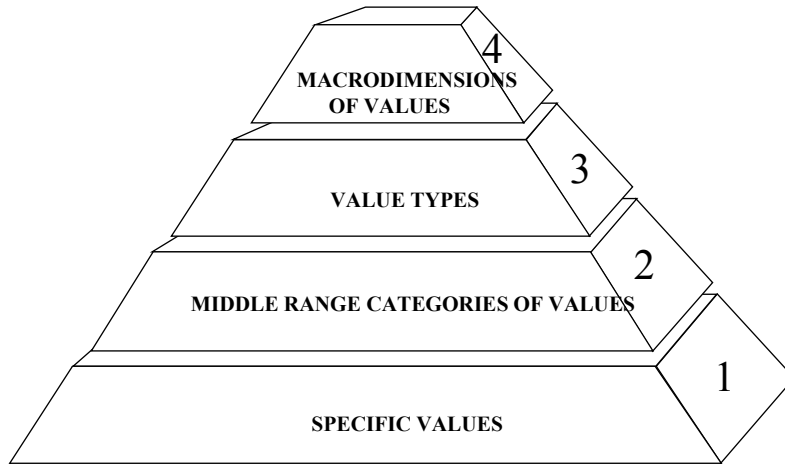 4
MACRODIMENSIONS
OF VALUES
3
VALUE TYPES
2
MIDDLE RANGE CATEGORIES OF VALUES
1
SPECIFIC VALUES